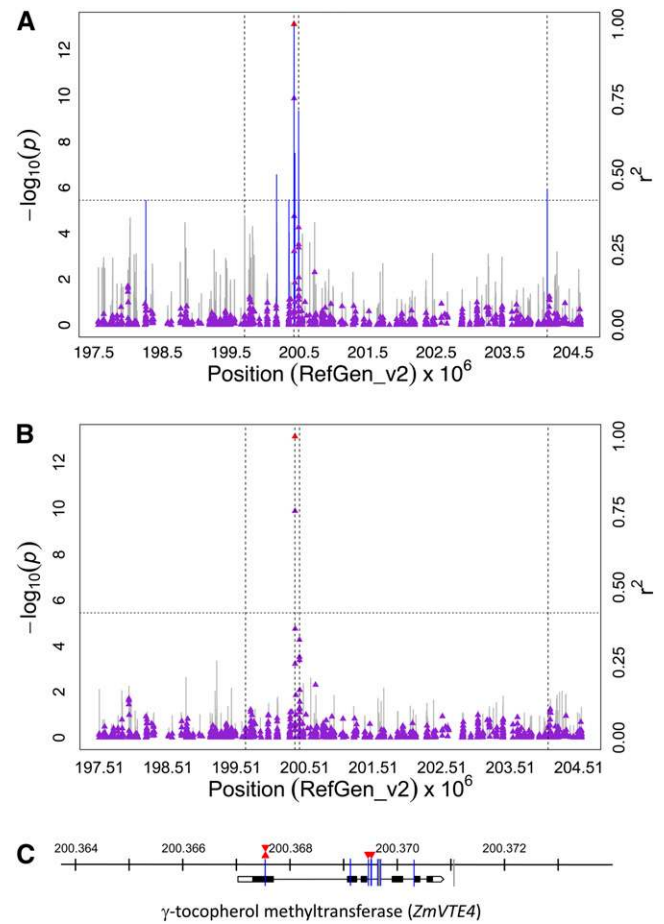 A
12
10
8
6
4
2
0
−log10(p)
1.00
0.75
0.50
0.25
0.00
r2
197.5 198.5 199.5 200.5 201.5 202.5 203.5 204.5
Position (RefGen_v2) x 10^6
B
12
10
8
6
4
2
0
−log10(p)
1.00
0.75
0.50
0.25
0.00
r2
197.51 198.51 199.51 200.51 201.51 202.51 203.51 204.51
Position (RefGen_v2) x 10^6
C
200.364 200.366 200.368 200.370 200.372
γ-tocopherol methyltransferase (ZmVTE4)